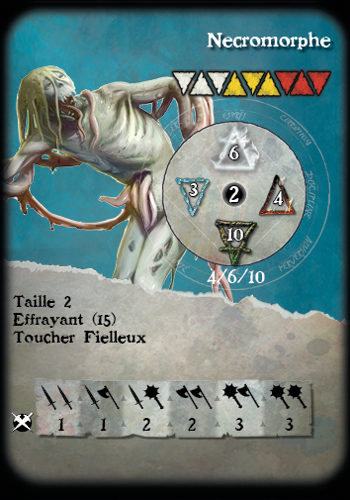 Necromorphe
6
3 2 4
10
4/6/10
Taille 2
Effrayant (15)
Toucher Fielleux
1 1 2 2 3 3